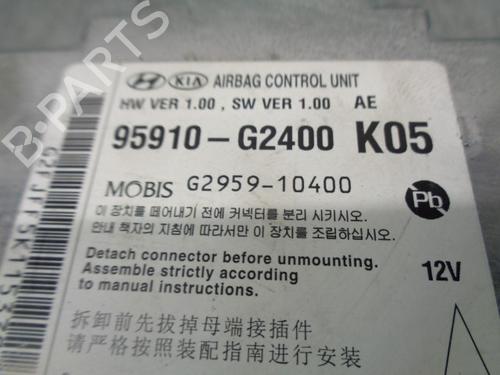 B-PARTS
KIA AIRBAG CONTROL UNIT
HW VER 1.00 , SW VER 1.00 AE
95910-G2400 K05
MOBIS G2959-10400
Pb
이 장치를 떼어내기 전에 커넥터를 분리 시키시오.
안내 책자의 지침에 따라서만 이 장치를 조립하십시오.
Detach connector before unmounting.
Assemble strictly according
to manual instructions.
12V
拆卸前先拔掉母端接插件
请严格按照装配指南进行安装